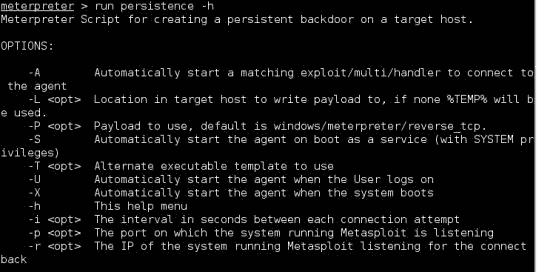 meterpreter > run persistence -h
Meterpreter Script for creating a persistent backdoor on a target host.
OPTIONS:
-A Automatically start a matching exploit/multi/handler to connect to
the agent
-L <opt> Location in target host to write payload to, if none %TEMP% will b
e used.
-P <opt> Payload to use, default is windows/meterpreter/reverse_tcp.
-S Automatically start the agent on boot as a service (with SYSTEM pr
ivileges)
-T <opt> Alternate executable template to use
-U Automatically start the agent when the User logs on
-X Automatically start the agent when the system boots
-h This help menu
-i <opt> The interval in seconds between each connection attempt
-p <opt> The port on which the system running Metasploit is listening
-r <opt> The IP of the system running Metasploit listening for the connect
back